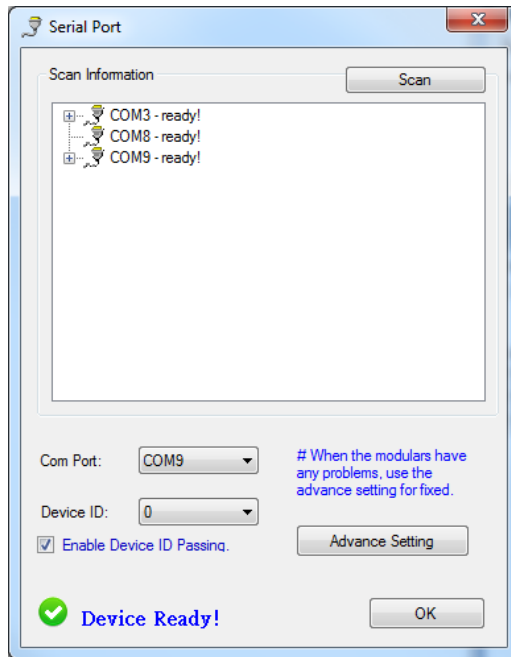 Serial Port
Scan Information
Scan
COM3 - ready!
COM8 - ready!
COM9 - ready!
Com Port:
COM9
# When the modulars have
any problems, use the
advance setting for fixed.
Device ID:
0
Enable Device ID Passing.
Advance Setting
Device Ready!
OK